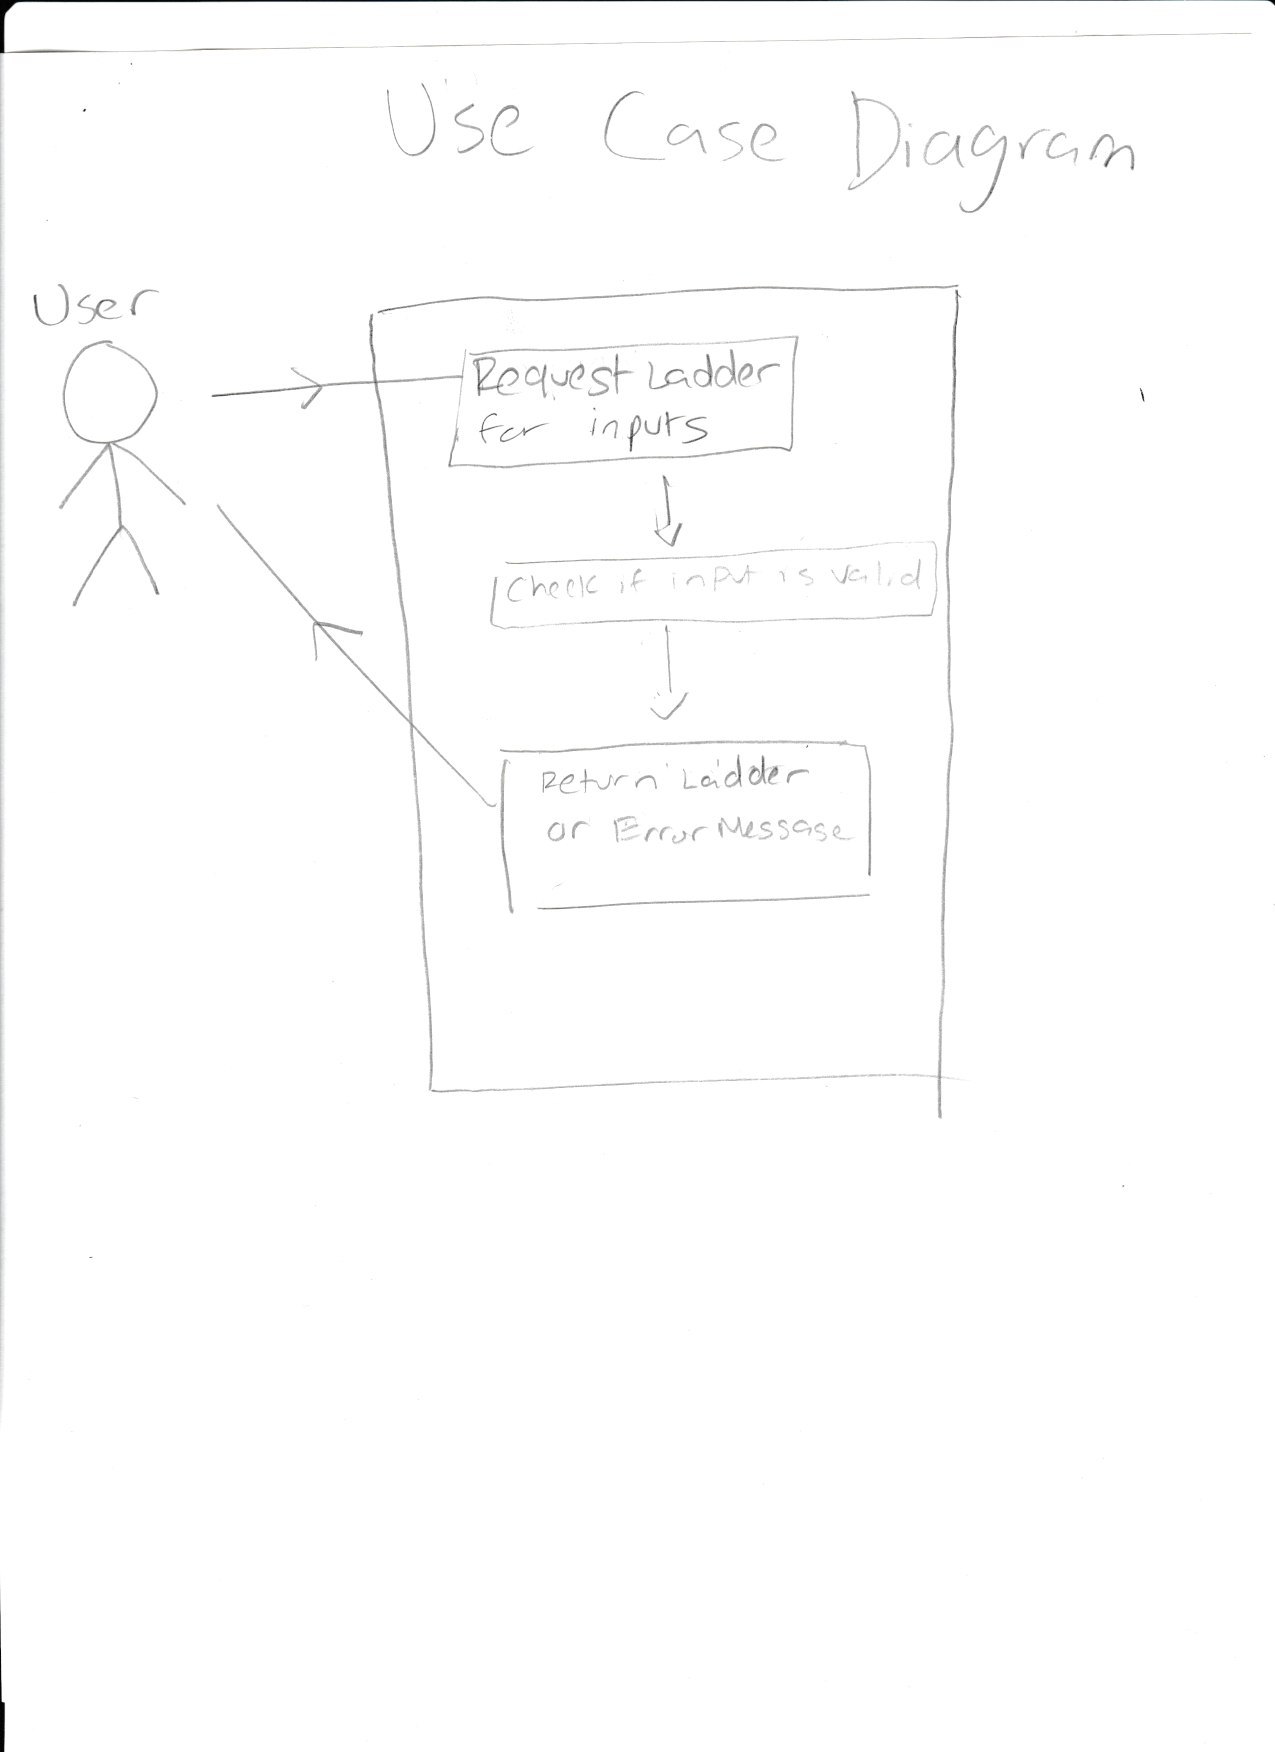 Use Case Diagram
User
Request Ladder
for inputs
Check if input is valid
Return Ladder
or Error Message